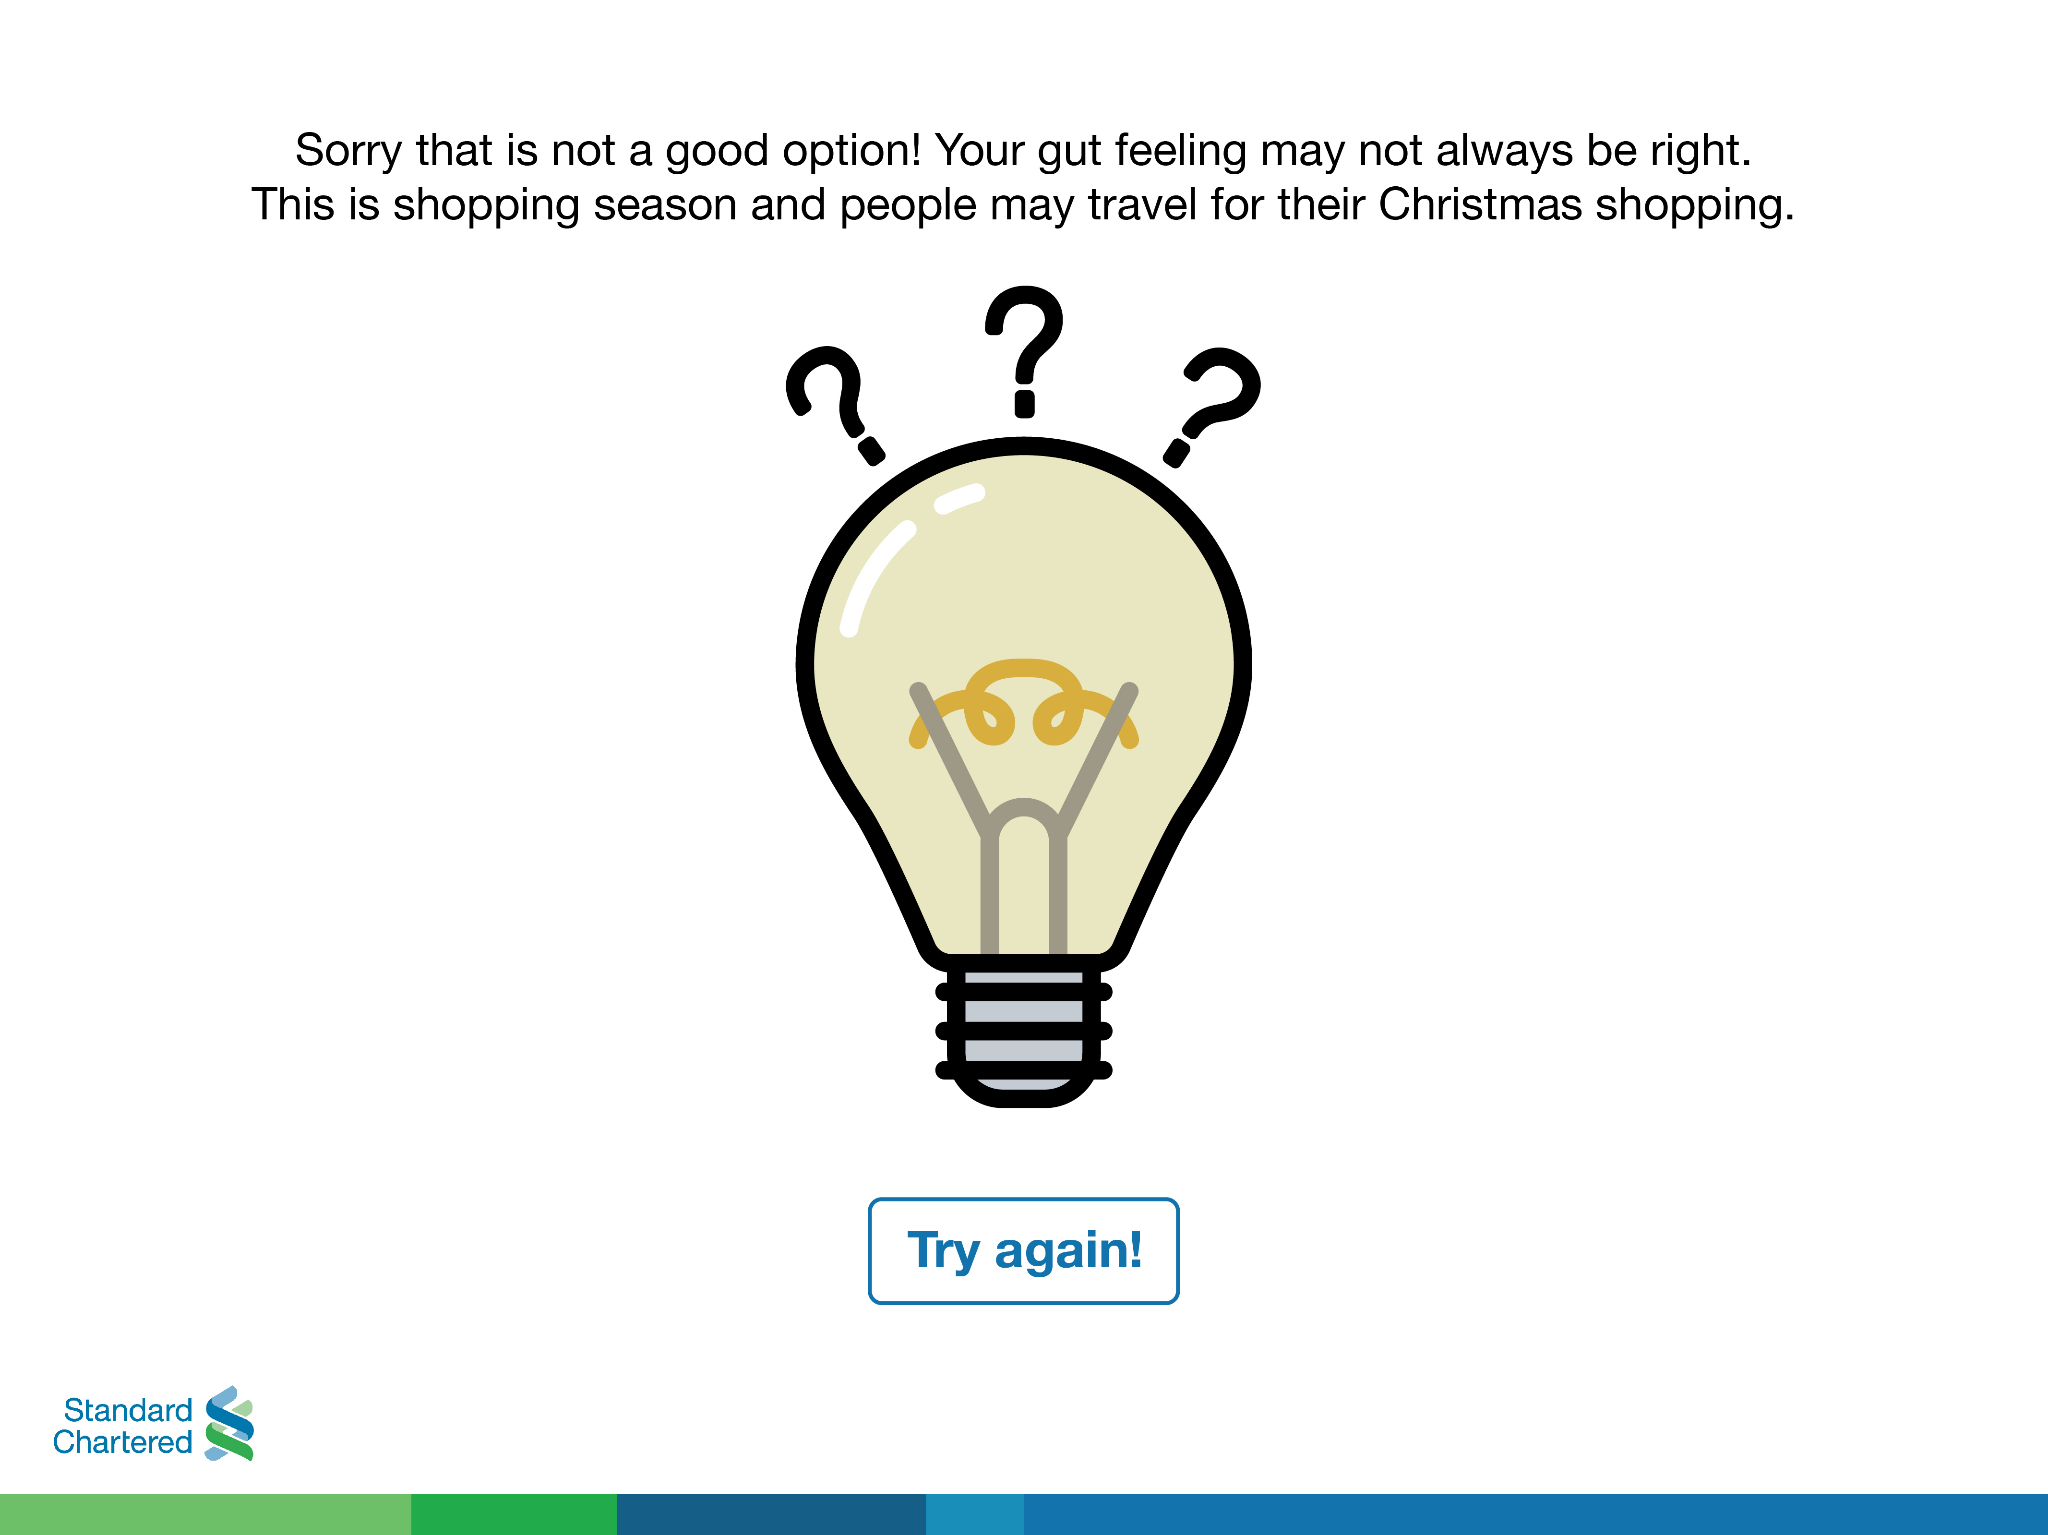 Sorry that is not a good option! Your gut feeling may not always be right.
This is shopping season and people may travel for their Christmas shopping.
? ? ?
Try again!
Standard
Chartered